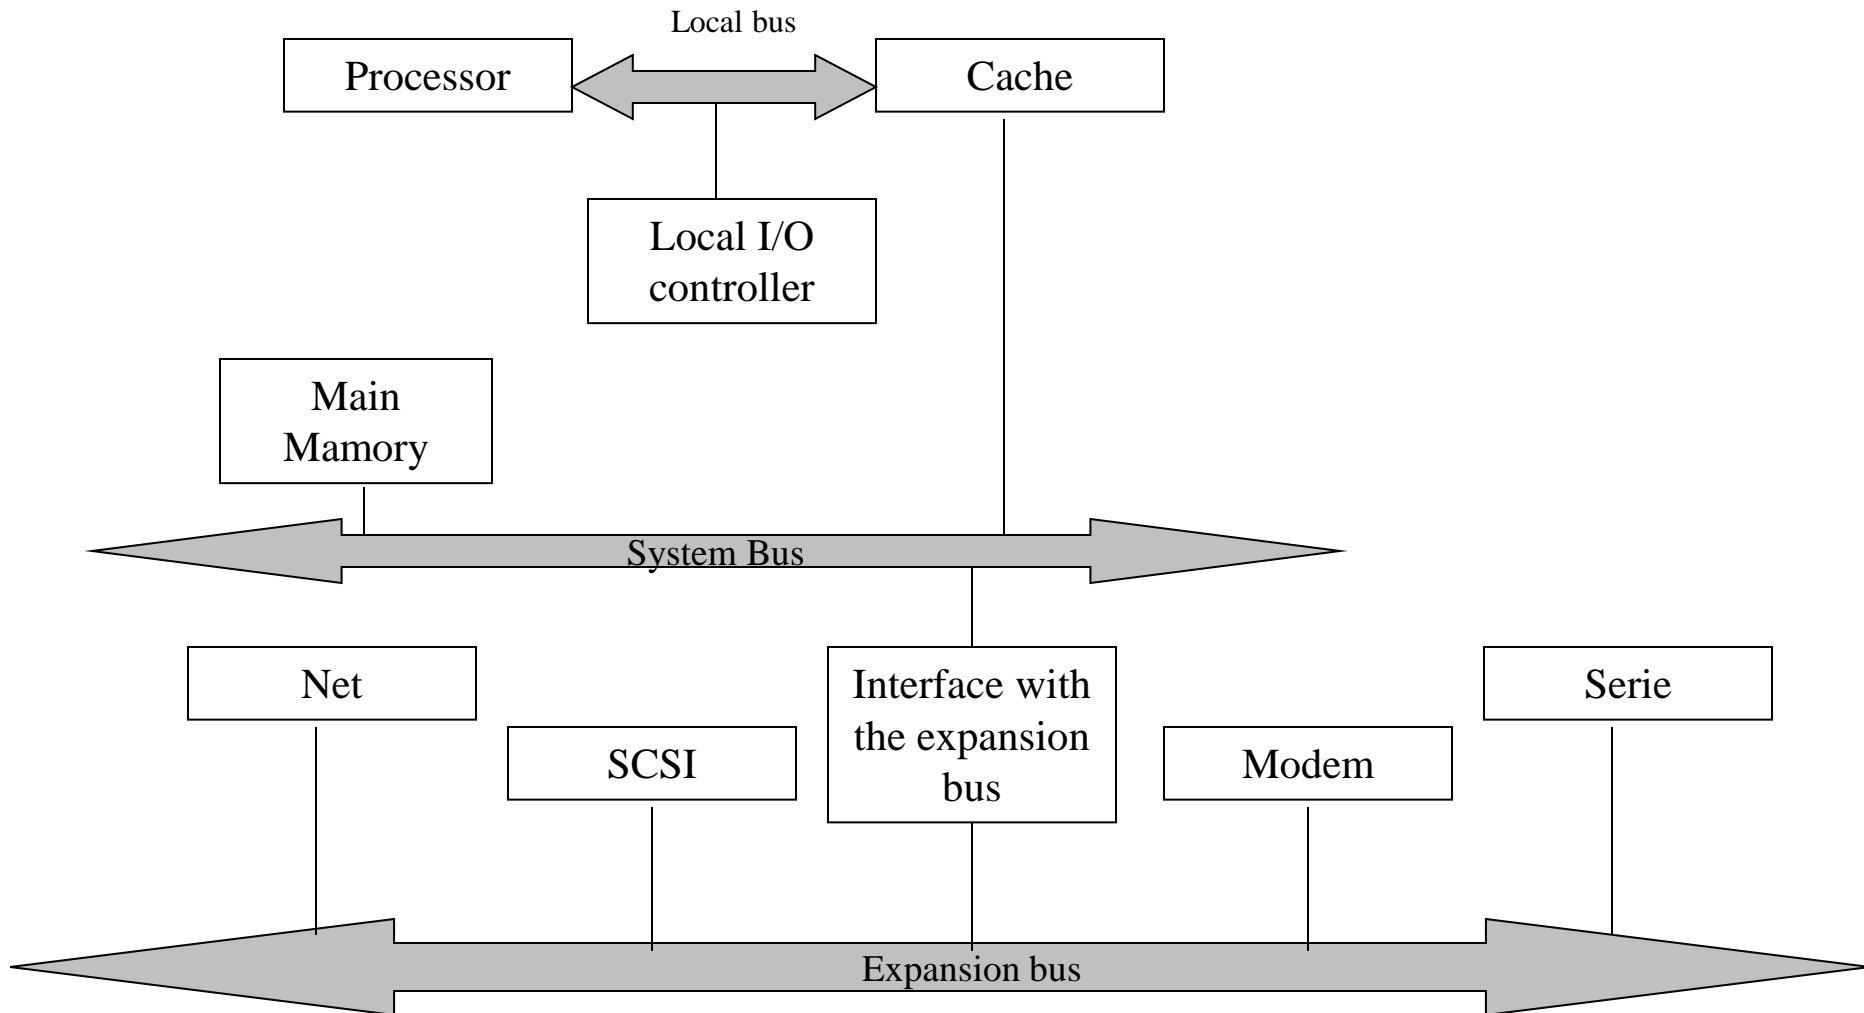 Local bus
Processor
Cache
Local I/O
controller
Main
Mamory
System Bus
Net
SCSI
Interface with
the expansion
bus
Modem
Serie
Expansion bus